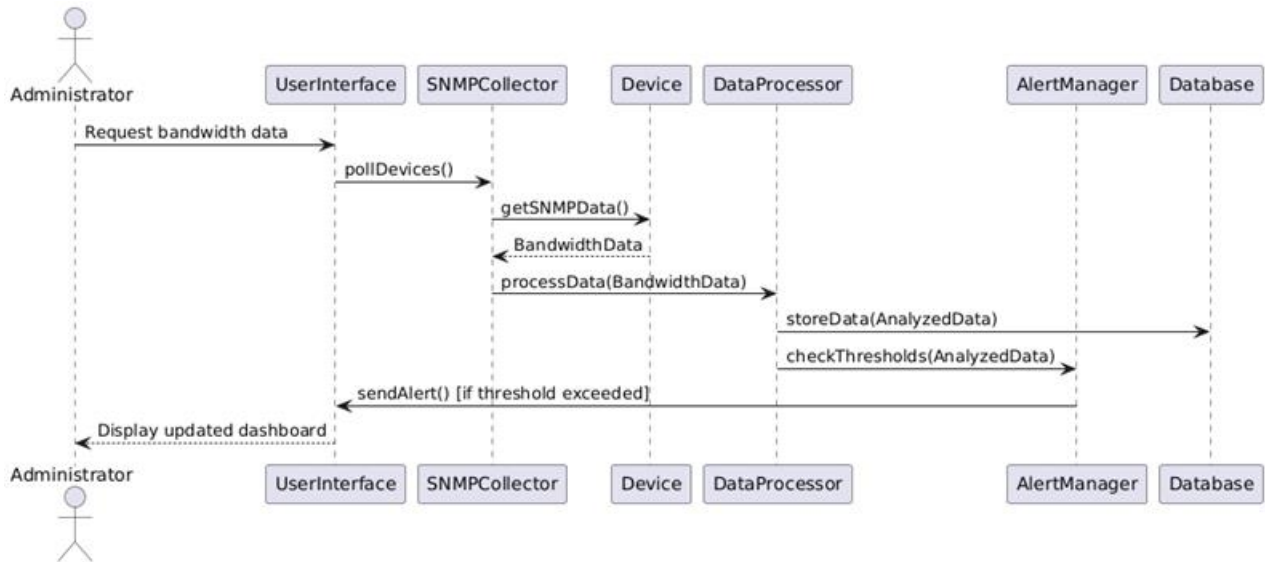 Administrator
UserInterface
SNMPCollector
Device
DataProcessor
AlertManager
Database
Request bandwidth data
pollDevices()
getSNMPData()
BandwidthData
processData(BandwidthData)
storeData(AnalyzedData)
checkThresholds(AnalyzedData)
sendAlert() [if threshold exceeded]
Display updated dashboard
Administrator
UserInterface
SNMPCollector
Device
DataProcessor
AlertManager
Database